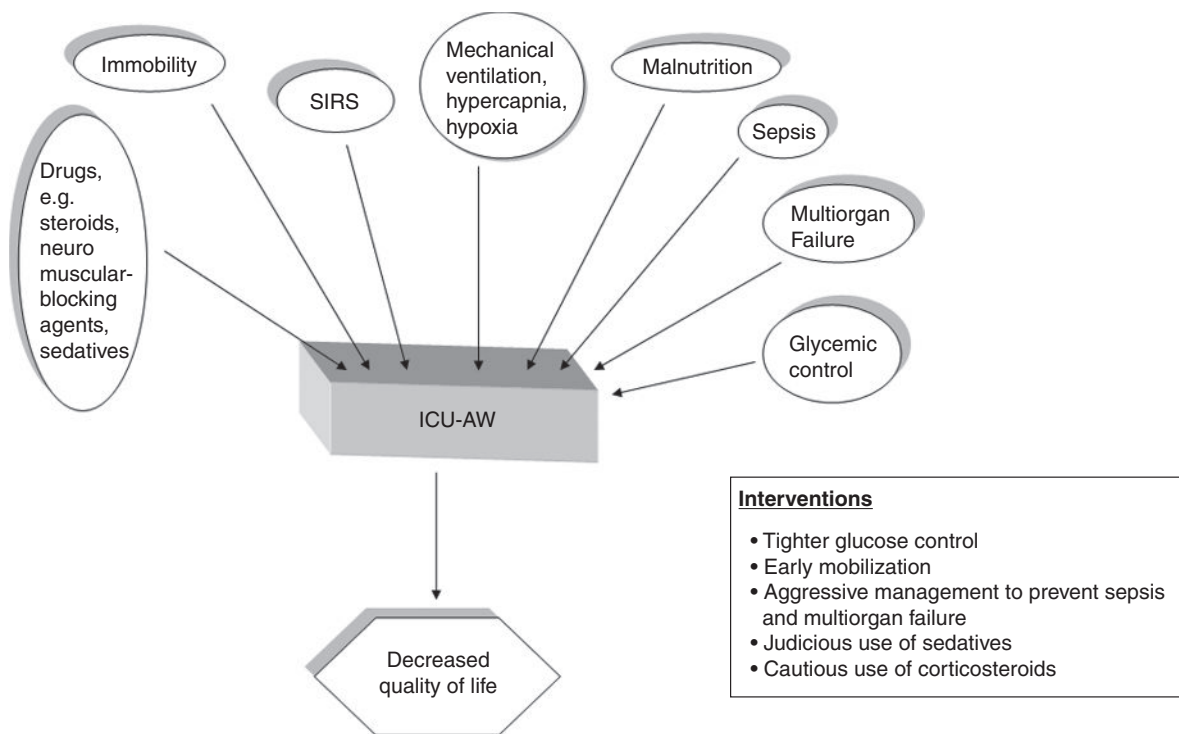 Immobility
SIRS
Mechanical
ventilation,
hypercapnia,
hypoxia
Malnutrition
Sepsis
Drugs,
e.g.
steroids,
neuro
muscular-
blocking
agents,
sedatives
Multiorgan
Failure
Glycemic
control
ICU-AW
Decreased
quality of life
Interventions
• Tighter glucose control
• Early mobilization
• Aggressive management to prevent sepsis
and multiorgan failure
• Judicious use of sedatives
• Cautious use of corticosteroids